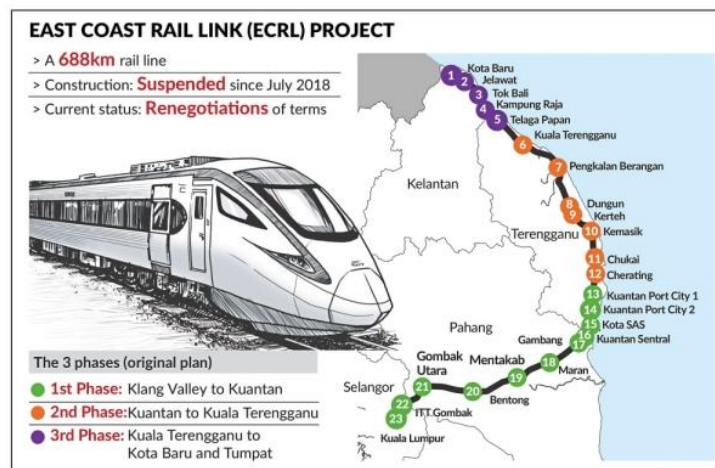 EAST COAST RAIL LINK (ECRL) PROJECT
> A 688km rail line
> Construction: Suspended since July 2018
> Current status: Renegotiations of terms
1 Kota Baru
2 Jelawat
3 Tok Bali
4 Kampung Raja
5 Telaga Papan
6 Kuala Terengganu
7 Pengkalan Berangan
Kelantan
8 Dungun
9 Kerteh
Terengganu
10 Kemasik
11 Chukai
12 Cherating
13 Kuantan Port City 1
14 Kuantan Port City 2
Pahang
15 Kota SAS
16 Kuantan Sentral
17 Gambang
18 Maran
19 Mentakab
20 Bentong
21 Gombak
Utara
Selangor
22 ITT Gombak
23
Kuala Lumpur
The 3 phases (original plan)
1st Phase: Klang Valley to Kuantan
2nd Phase: Kuantan to Kuala Terengganu
3rd Phase: Kuala Terengganu to
Kota Baru and Tumpat